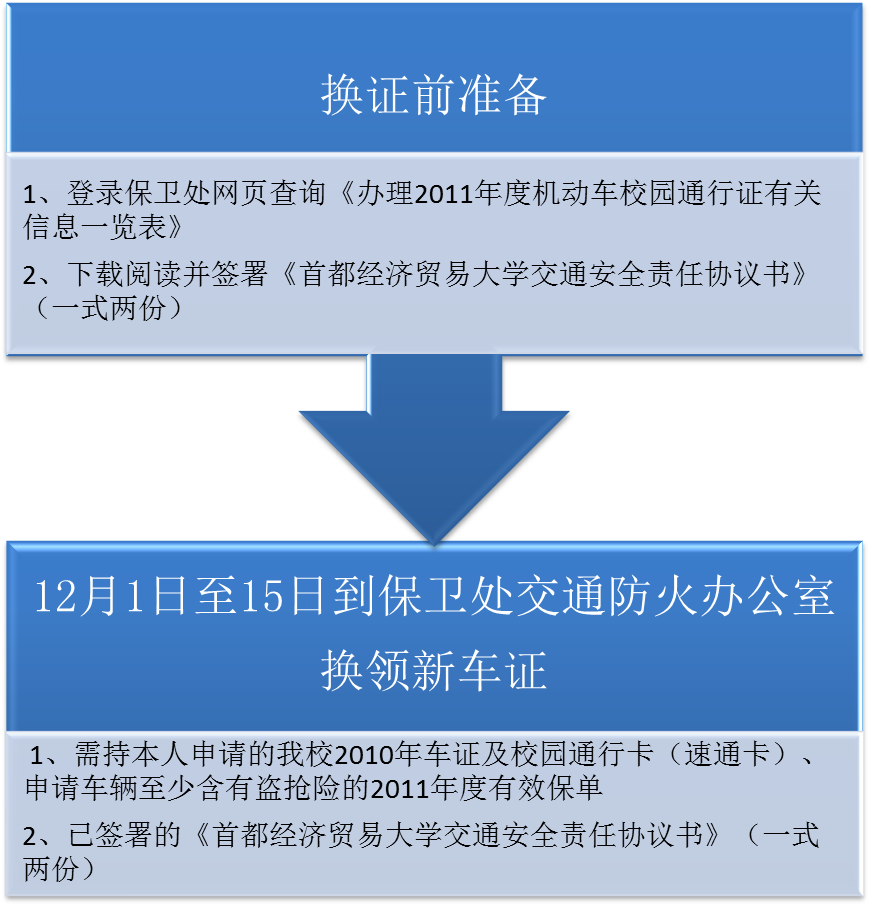 换证前准备
1、登录保卫处网页查询《办理2011年度机动车校园通行证有关
信息一览表》
2、下载阅读并签署《首都经济贸易大学交通安全责任协议书》
（一式两份）
12月1日至15日到保卫处交通防火办公室
换领新车证
1、需持本人申请的我校2010年车证及校园通行卡（速通卡）、
申请车辆至少含有盗抢险的2011年度有效保单
2、已签署的《首都经济贸易大学交通安全责任协议书》（一式
两份）